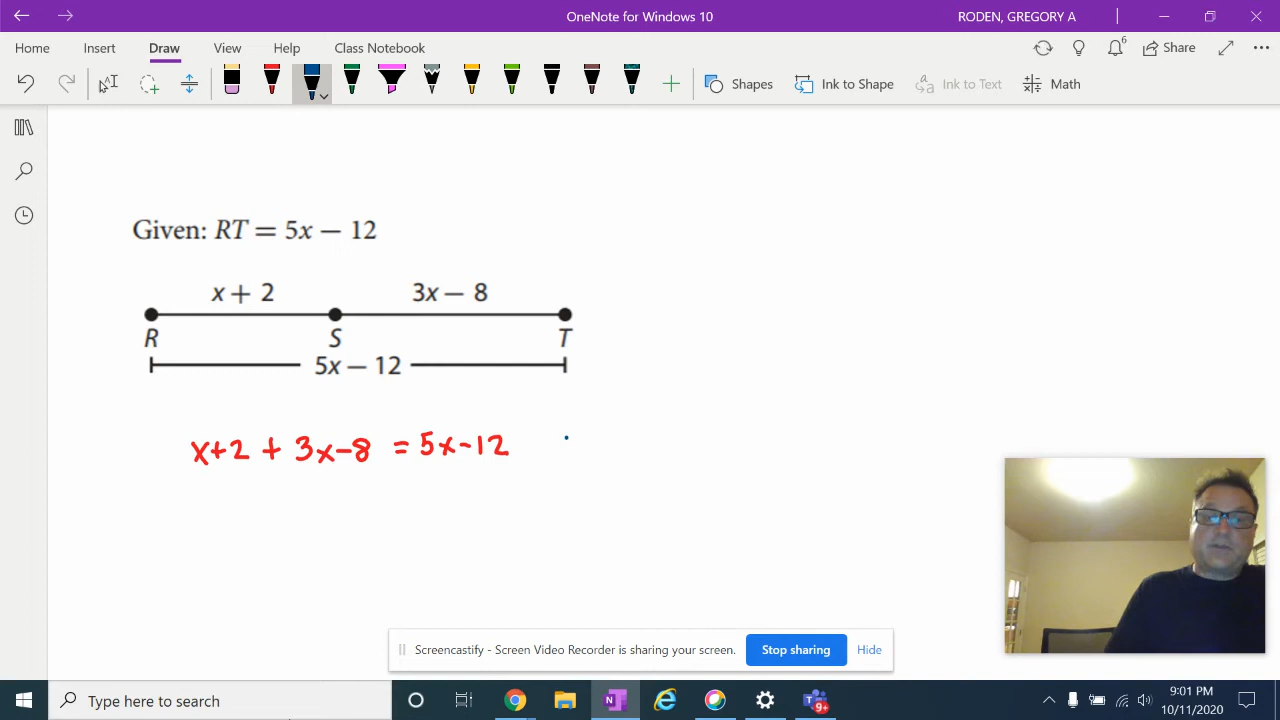 OneNote for Windows 10
RODEN, GREGORY A
Home Insert Draw View Help Class Notebook
6
Share
Shapes Ink to Shape Ink to Text Math
Given: RT = 5x − 12
x + 2 3x − 8
R S T
5x − 12
x+2 + 3x-8 = 5x-12
Screencastify - Screen Video Recorder is sharing your screen. Stop sharing Hide
Type here to search
N
T
9+
9:01 PM
10/11/2020